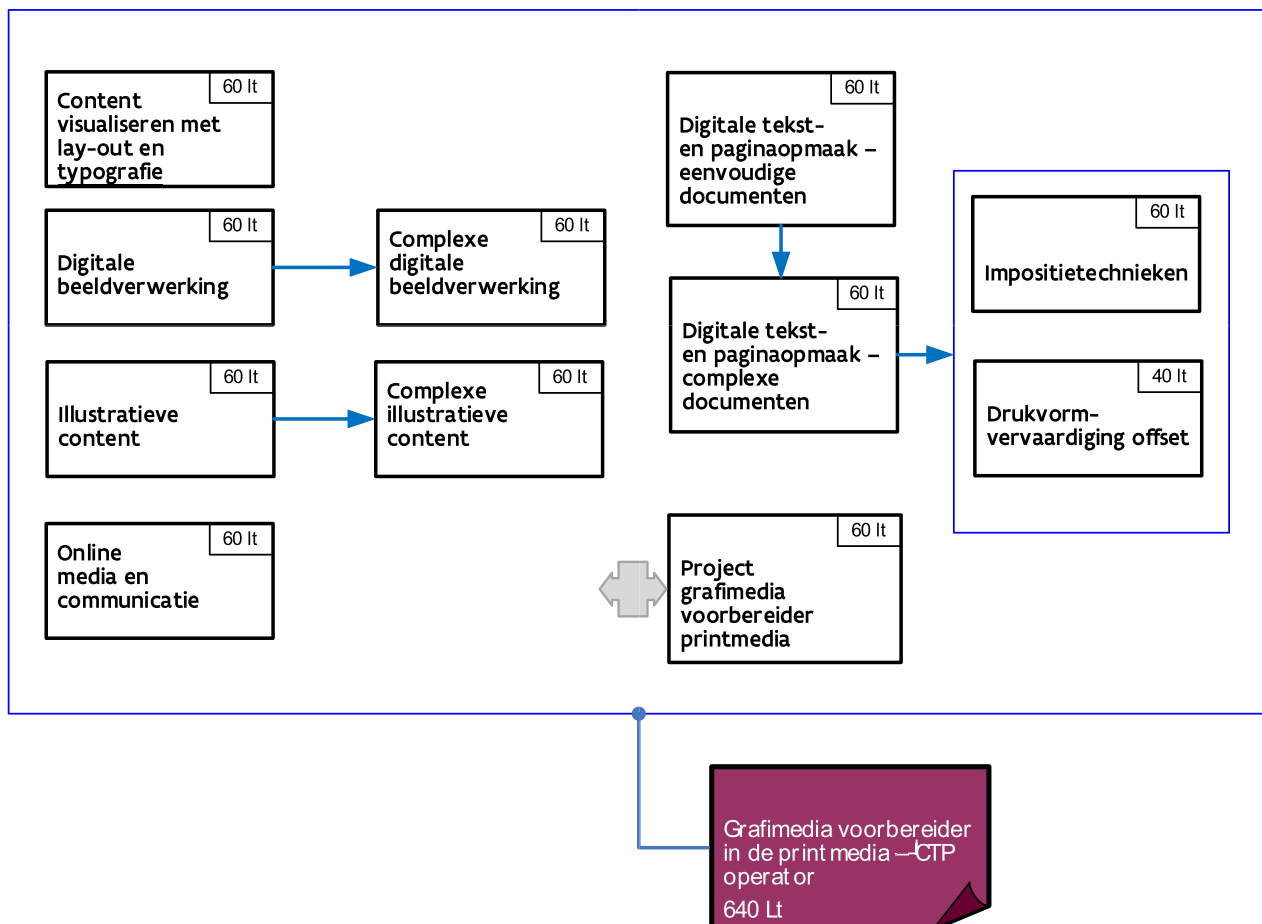 60 lt
Content
visualiseren met
lay-out en
typografie
60 lt
Digitale
beeldverwerking
60 lt
Complexe
digitale
beeldverwerking
60 lt
Illustratieve
content
60 lt
Complexe
illustratieve
content
60 lt
Online
media en
communicatie
60 lt
Digitale tekst-
en paginaopmaak –
eenvoudige
documenten
60 lt
Digitale tekst-
en paginaopmaak –
complexe
documenten
60 lt
Impositietechnieken
40 lt
Drukvorm-
vervaardiging offset
60 lt
Project
grafimedia
voorbereider
printmedia
Grafimedia voorbereider
in de print media – CTP
operator
640 Lt